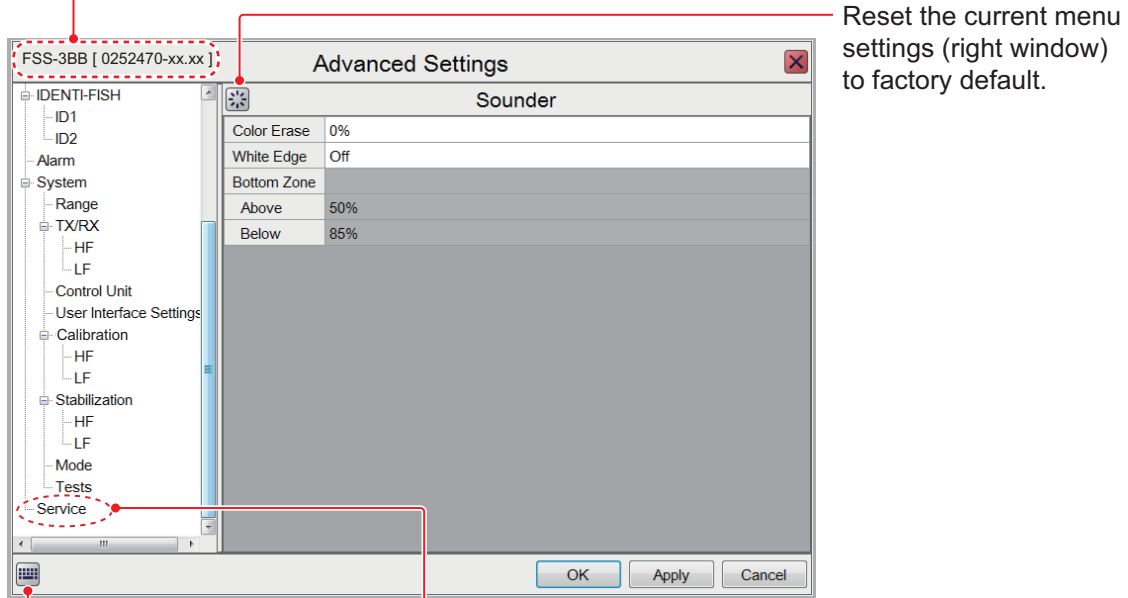 Reset the current menu
settings (right window)
to factory default.
FSS-3BB [ 0252470-xx.xx ]
Advanced Settings
IDENTI-FISH
ID1
ID2
Alarm
System
Range
TX/RX
HF
LF
Control Unit
User Interface Settings
Calibration
HF
LF
Stabilization
HF
LF
Mode
Tests
Service
Sounder
Color Erase 0%
White Edge Off
Bottom Zone
Above 50%
Below 85%
OK Apply Cancel